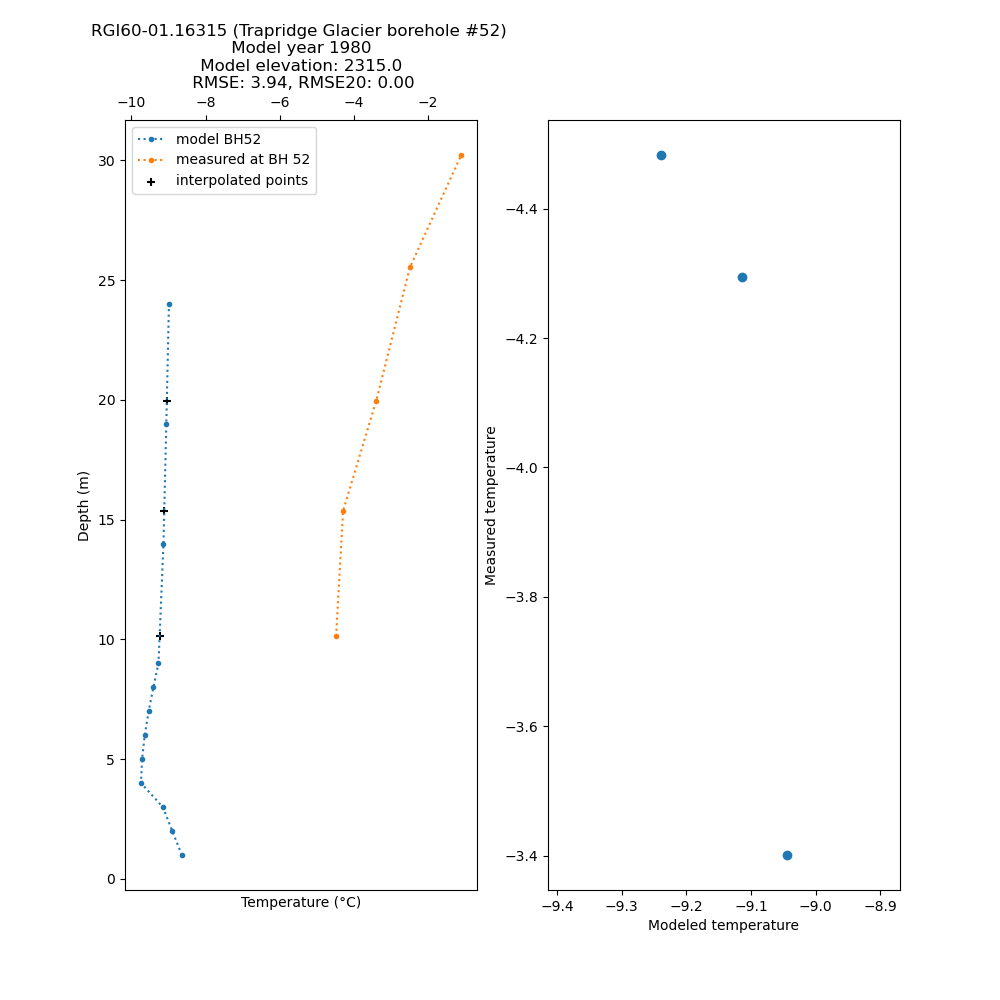 RGI60-01.16315 (Trapridge Glacier borehole #52)
Model year 1980
Model elevation: 2315.0
RMSE: 3.94, RMSE20: 0.00
−10 −8 −6 −4 −2
model BH52
measured at BH 52
interpolated points
30
25
20
15
10
5
0
Depth (m)
Temperature (°C)
−4.4
−4.2
−4.0
−3.8
−3.6
−3.4
Measured temperature
−9.4 −9.3 −9.2 −9.1 −9.0 −8.9
Modeled temperature